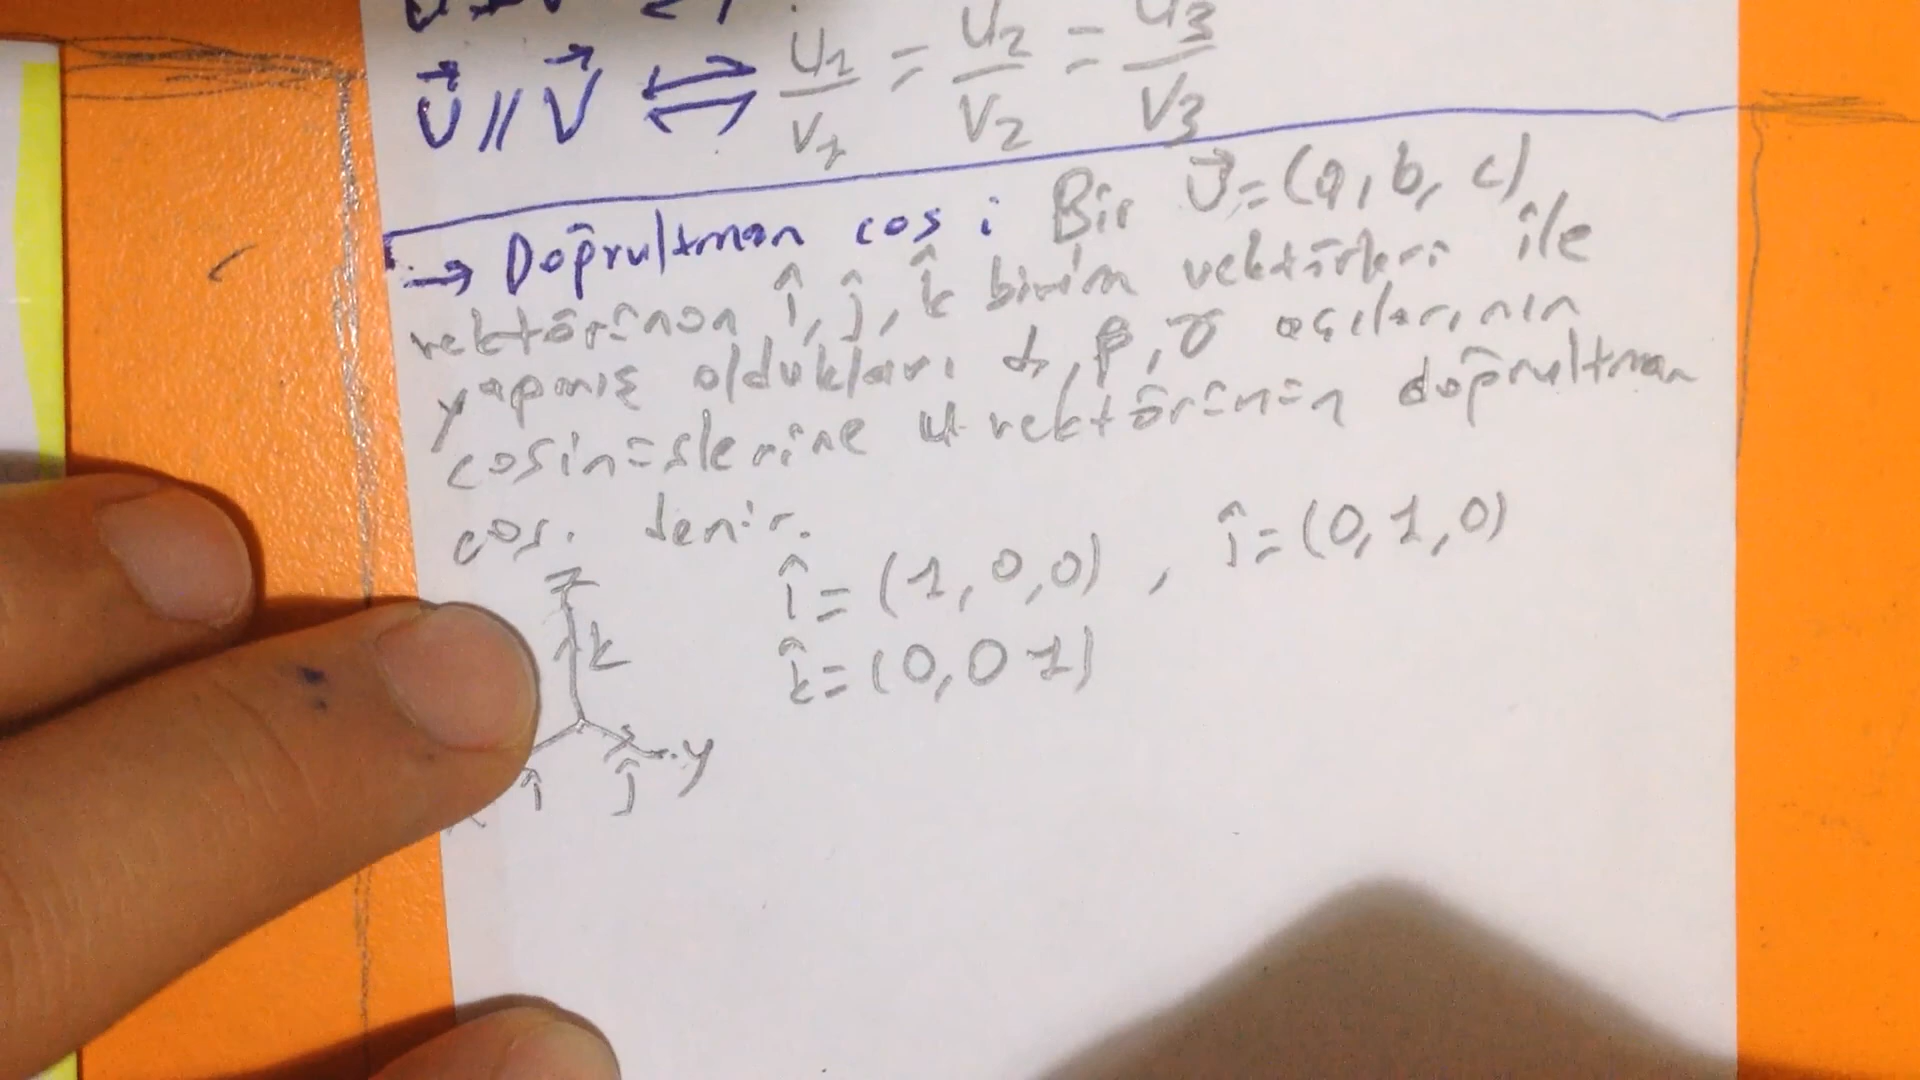 U⃗ // V⃗ ⟺ u₁/v₁ = u₂/v₂ = u₃/v₃
→ Doğrultman cos : Bir U⃗ = (a, b, c)
vektörünün î, ĵ, k̂ birim vektörleri ile
yapmış oldukları α, β, γ açılarının
cosinüslerine u vektörünün doğrultman
cos. denir.
î = (1, 0, 0) , î = (0, 1, 0)
k̂ = (0, 0 1)
z
k
y
î ĵ
x